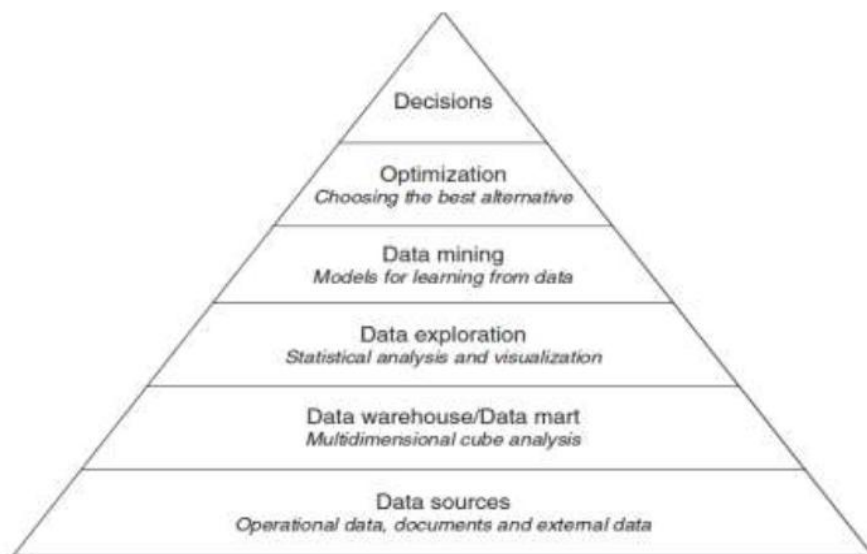 Decisions
Optimization
Choosing the best alternative
Data mining
Models for learning from data
Data exploration
Statistical analysis and visualization
Data warehouse/Data mart
Multidimensional cube analysis
Data sources
Operational data, documents and external data